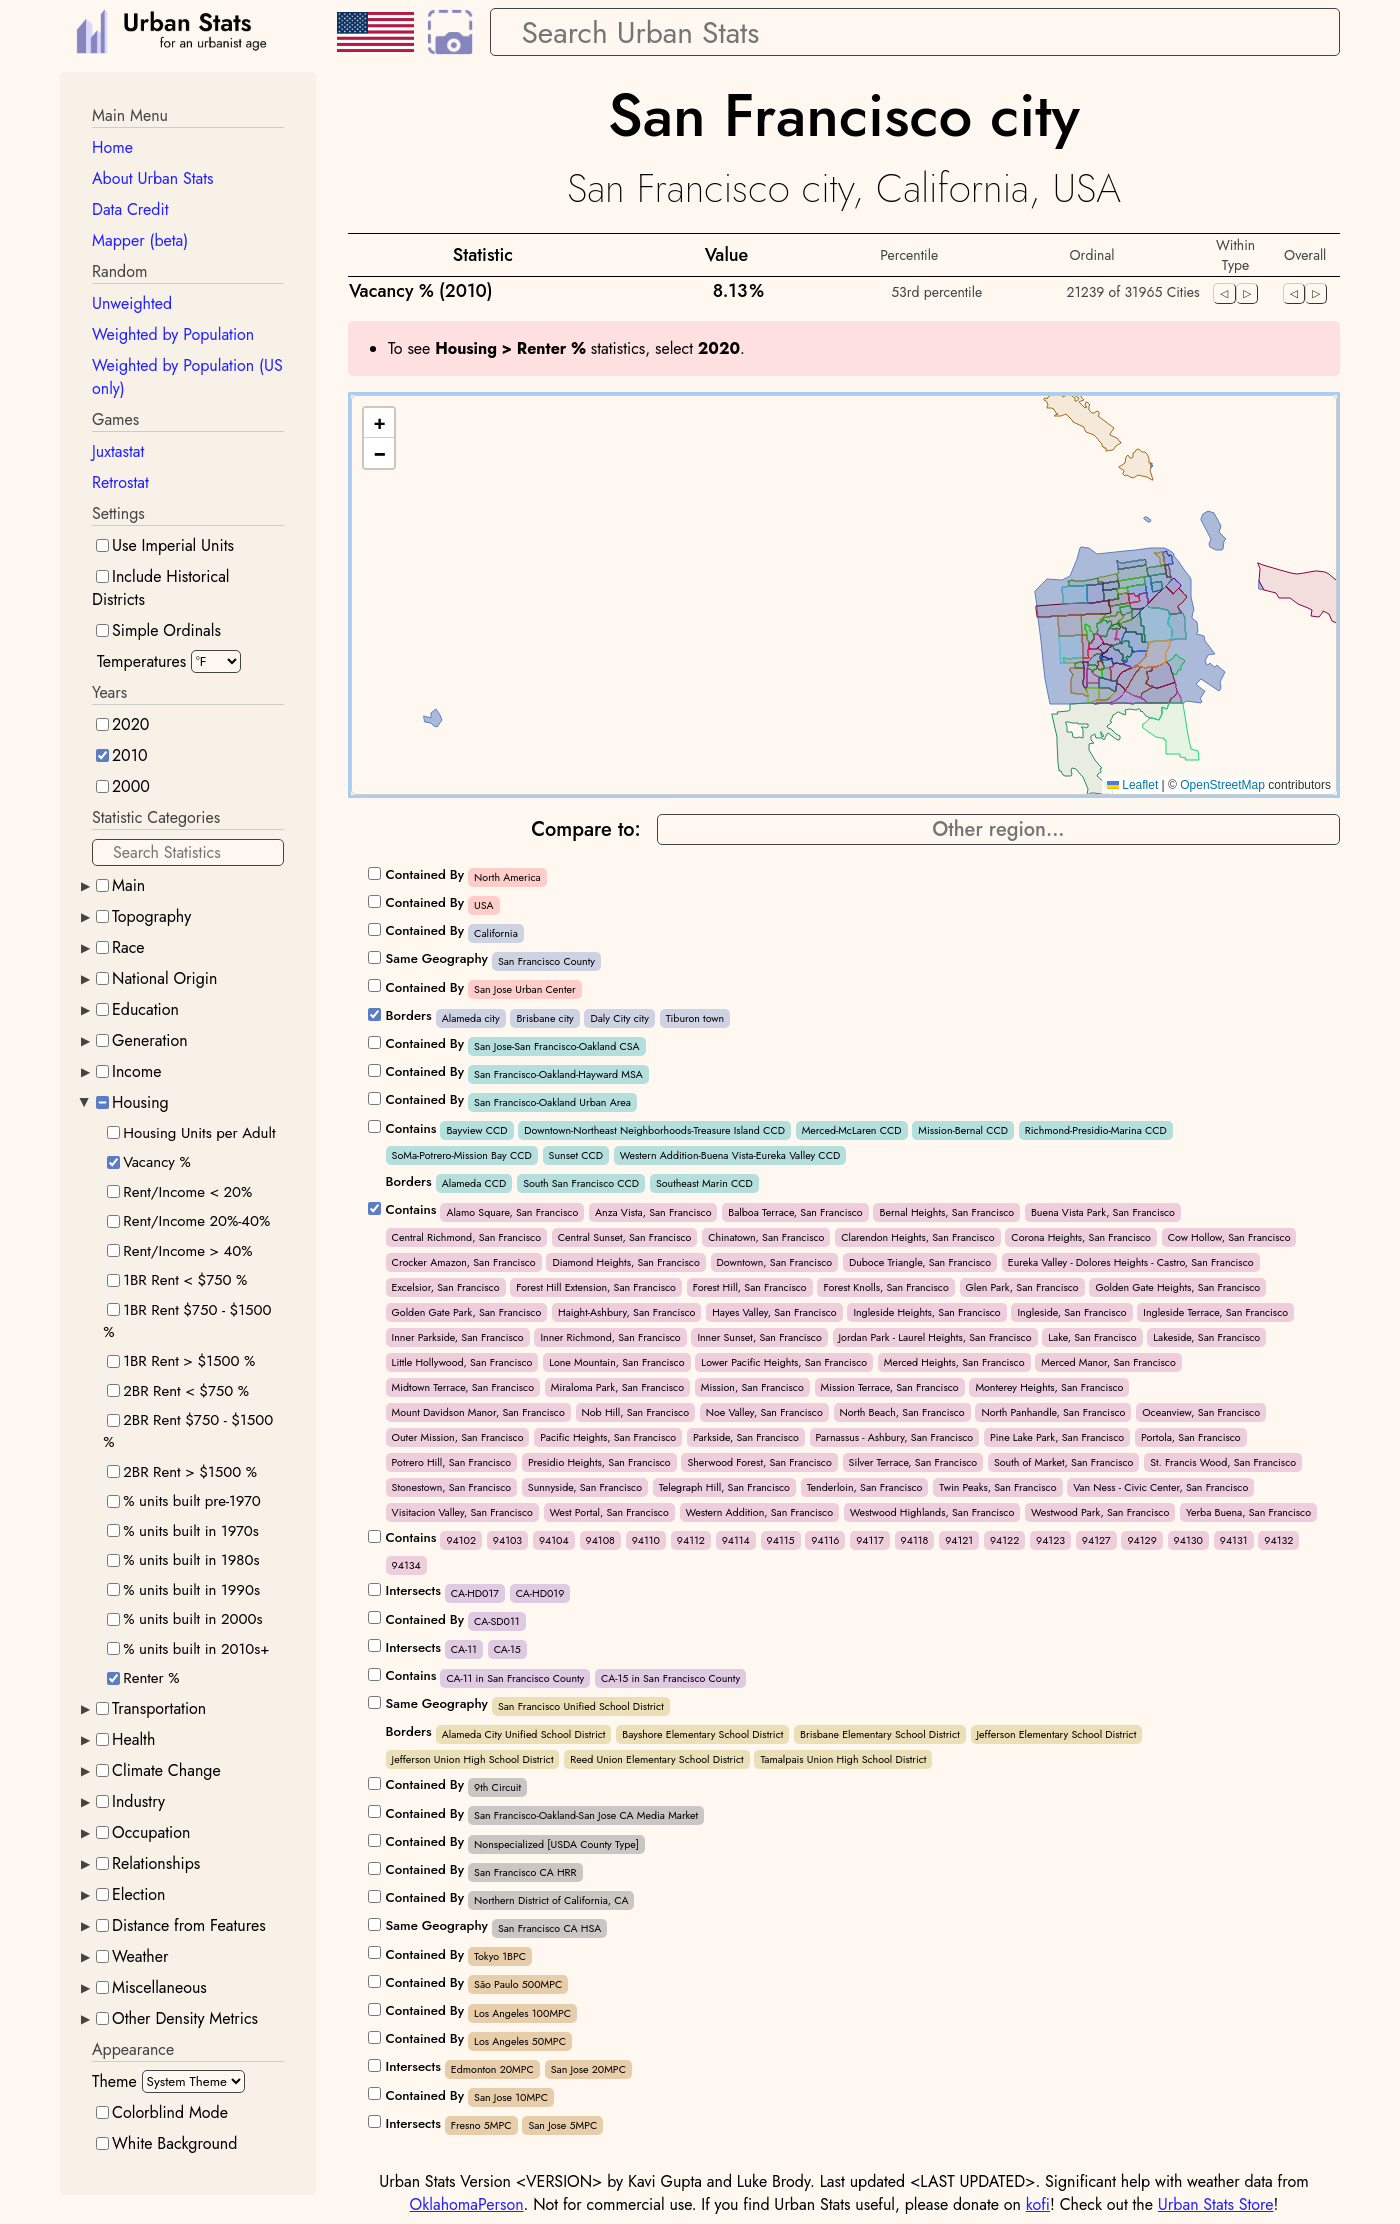 Urban Stats
for an urbanist age
Search Urban Stats
Main Menu
Home
About Urban Stats
Data Credit
Mapper (beta)
Random
Unweighted
Weighted by Population
Weighted by Population (US
only)
Games
Juxtastat
Retrostat
Settings
Use Imperial Units
Include Historical
Districts
Simple Ordinals
Temperatures °F
Years
2020
2010
2000
Statistic Categories
Search Statistics
Main
Topography
Race
National Origin
Education
Generation
Income
Housing
Housing Units per Adult
Vacancy %
Rent/Income < 20%
Rent/Income 20%-40%
Rent/Income > 40%
1BR Rent < $750 %
1BR Rent $750 - $1500
%
1BR Rent > $1500 %
2BR Rent < $750 %
2BR Rent $750 - $1500
%
2BR Rent > $1500 %
% units built pre-1970
% units built in 1970s
% units built in 1980s
% units built in 1990s
% units built in 2000s
% units built in 2010s+
Renter %
Transportation
Health
Climate Change
Industry
Occupation
Relationships
Election
Distance from Features
Weather
Miscellaneous
Other Density Metrics
Appearance
Theme System Theme
Colorblind Mode
White Background
San Francisco city
San Francisco city, California, USA
Statistic Value Percentile Ordinal Within Type Overall
Vacancy % (2010) 8.13% 53rd percentile 21239 of 31965 Cities
To see Housing > Renter % statistics, select 2020.
+
−
Leaflet | © OpenStreetMap contributors
Compare to: Other region...
Contained By North America
Contained By USA
Contained By California
Same Geography San Francisco County
Contained By San Jose Urban Center
Borders Alameda city Brisbane city Daly City city Tiburon town
Contained By San Jose-San Francisco-Oakland CSA
Contained By San Francisco-Oakland-Hayward MSA
Contained By San Francisco-Oakland Urban Area
Contains Bayview CCD Downtown-Northeast Neighborhoods-Treasure Island CCD Merced-McLaren CCD Mission-Bernal CCD Richmond-Presidio-Marina CCD
SoMa-Potrero-Mission Bay CCD Sunset CCD Western Addition-Buena Vista-Eureka Valley CCD
Borders Alameda CCD South San Francisco CCD Southeast Marin CCD
Contains Alamo Square, San Francisco Anza Vista, San Francisco Balboa Terrace, San Francisco Bernal Heights, San Francisco Buena Vista Park, San Francisco
Central Richmond, San Francisco Central Sunset, San Francisco Chinatown, San Francisco Clarendon Heights, San Francisco Corona Heights, San Francisco Cow Hollow, San Francisco
Crocker Amazon, San Francisco Diamond Heights, San Francisco Downtown, San Francisco Duboce Triangle, San Francisco Eureka Valley - Dolores Heights - Castro, San Francisco
Excelsior, San Francisco Forest Hill Extension, San Francisco Forest Hill, San Francisco Forest Knolls, San Francisco Glen Park, San Francisco Golden Gate Heights, San Francisco
Golden Gate Park, San Francisco Haight-Ashbury, San Francisco Hayes Valley, San Francisco Ingleside Heights, San Francisco Ingleside, San Francisco Ingleside Terrace, San Francisco
Inner Parkside, San Francisco Inner Richmond, San Francisco Inner Sunset, San Francisco Jordan Park - Laurel Heights, San Francisco Lake, San Francisco Lakeside, San Francisco
Little Hollywood, San Francisco Lone Mountain, San Francisco Lower Pacific Heights, San Francisco Merced Heights, San Francisco Merced Manor, San Francisco
Midtown Terrace, San Francisco Miraloma Park, San Francisco Mission, San Francisco Mission Terrace, San Francisco Monterey Heights, San Francisco
Mount Davidson Manor, San Francisco Nob Hill, San Francisco Noe Valley, San Francisco North Beach, San Francisco North Panhandle, San Francisco Oceanview, San Francisco
Outer Mission, San Francisco Pacific Heights, San Francisco Parkside, San Francisco Parnassus - Ashbury, San Francisco Pine Lake Park, San Francisco Portola, San Francisco
Potrero Hill, San Francisco Presidio Heights, San Francisco Sherwood Forest, San Francisco Silver Terrace, San Francisco South of Market, San Francisco St. Francis Wood, San Francisco
Stonestown, San Francisco Sunnyside, San Francisco Telegraph Hill, San Francisco Tenderloin, San Francisco Twin Peaks, San Francisco Van Ness - Civic Center, San Francisco
Visitacion Valley, San Francisco West Portal, San Francisco Western Addition, San Francisco Westwood Highlands, San Francisco Westwood Park, San Francisco Yerba Buena, San Francisco
Contains 94102 94103 94104 94108 94110 94112 94114 94115 94116 94117 94118 94121 94122 94123 94127 94129 94130 94131 94132
94134
Intersects CA-HD017 CA-HD019
Contained By CA-SD011
Intersects CA-11 CA-15
Contains CA-11 in San Francisco County CA-15 in San Francisco County
Same Geography San Francisco Unified School District
Borders Alameda City Unified School District Bayshore Elementary School District Brisbane Elementary School District Jefferson Elementary School District
Jefferson Union High School District Reed Union Elementary School District Tamalpais Union High School District
Contained By 9th Circuit
Contained By San Francisco-Oakland-San Jose CA Media Market
Contained By Nonspecialized [USDA County Type]
Contained By San Francisco CA HRR
Contained By Northern District of California, CA
Same Geography San Francisco CA HSA
Contained By Tokyo 1BPC
Contained By São Paulo 500MPC
Contained By Los Angeles 100MPC
Contained By Los Angeles 50MPC
Intersects Edmonton 20MPC San Jose 20MPC
Contained By San Jose 10MPC
Intersects Fresno 5MPC San Jose 5MPC
Urban Stats Version <VERSION> by Kavi Gupta and Luke Brody. Last updated <LAST UPDATED>. Significant help with weather data from
OklahomaPerson. Not for commercial use. If you find Urban Stats useful, please donate on kofi! Check out the Urban Stats Store!